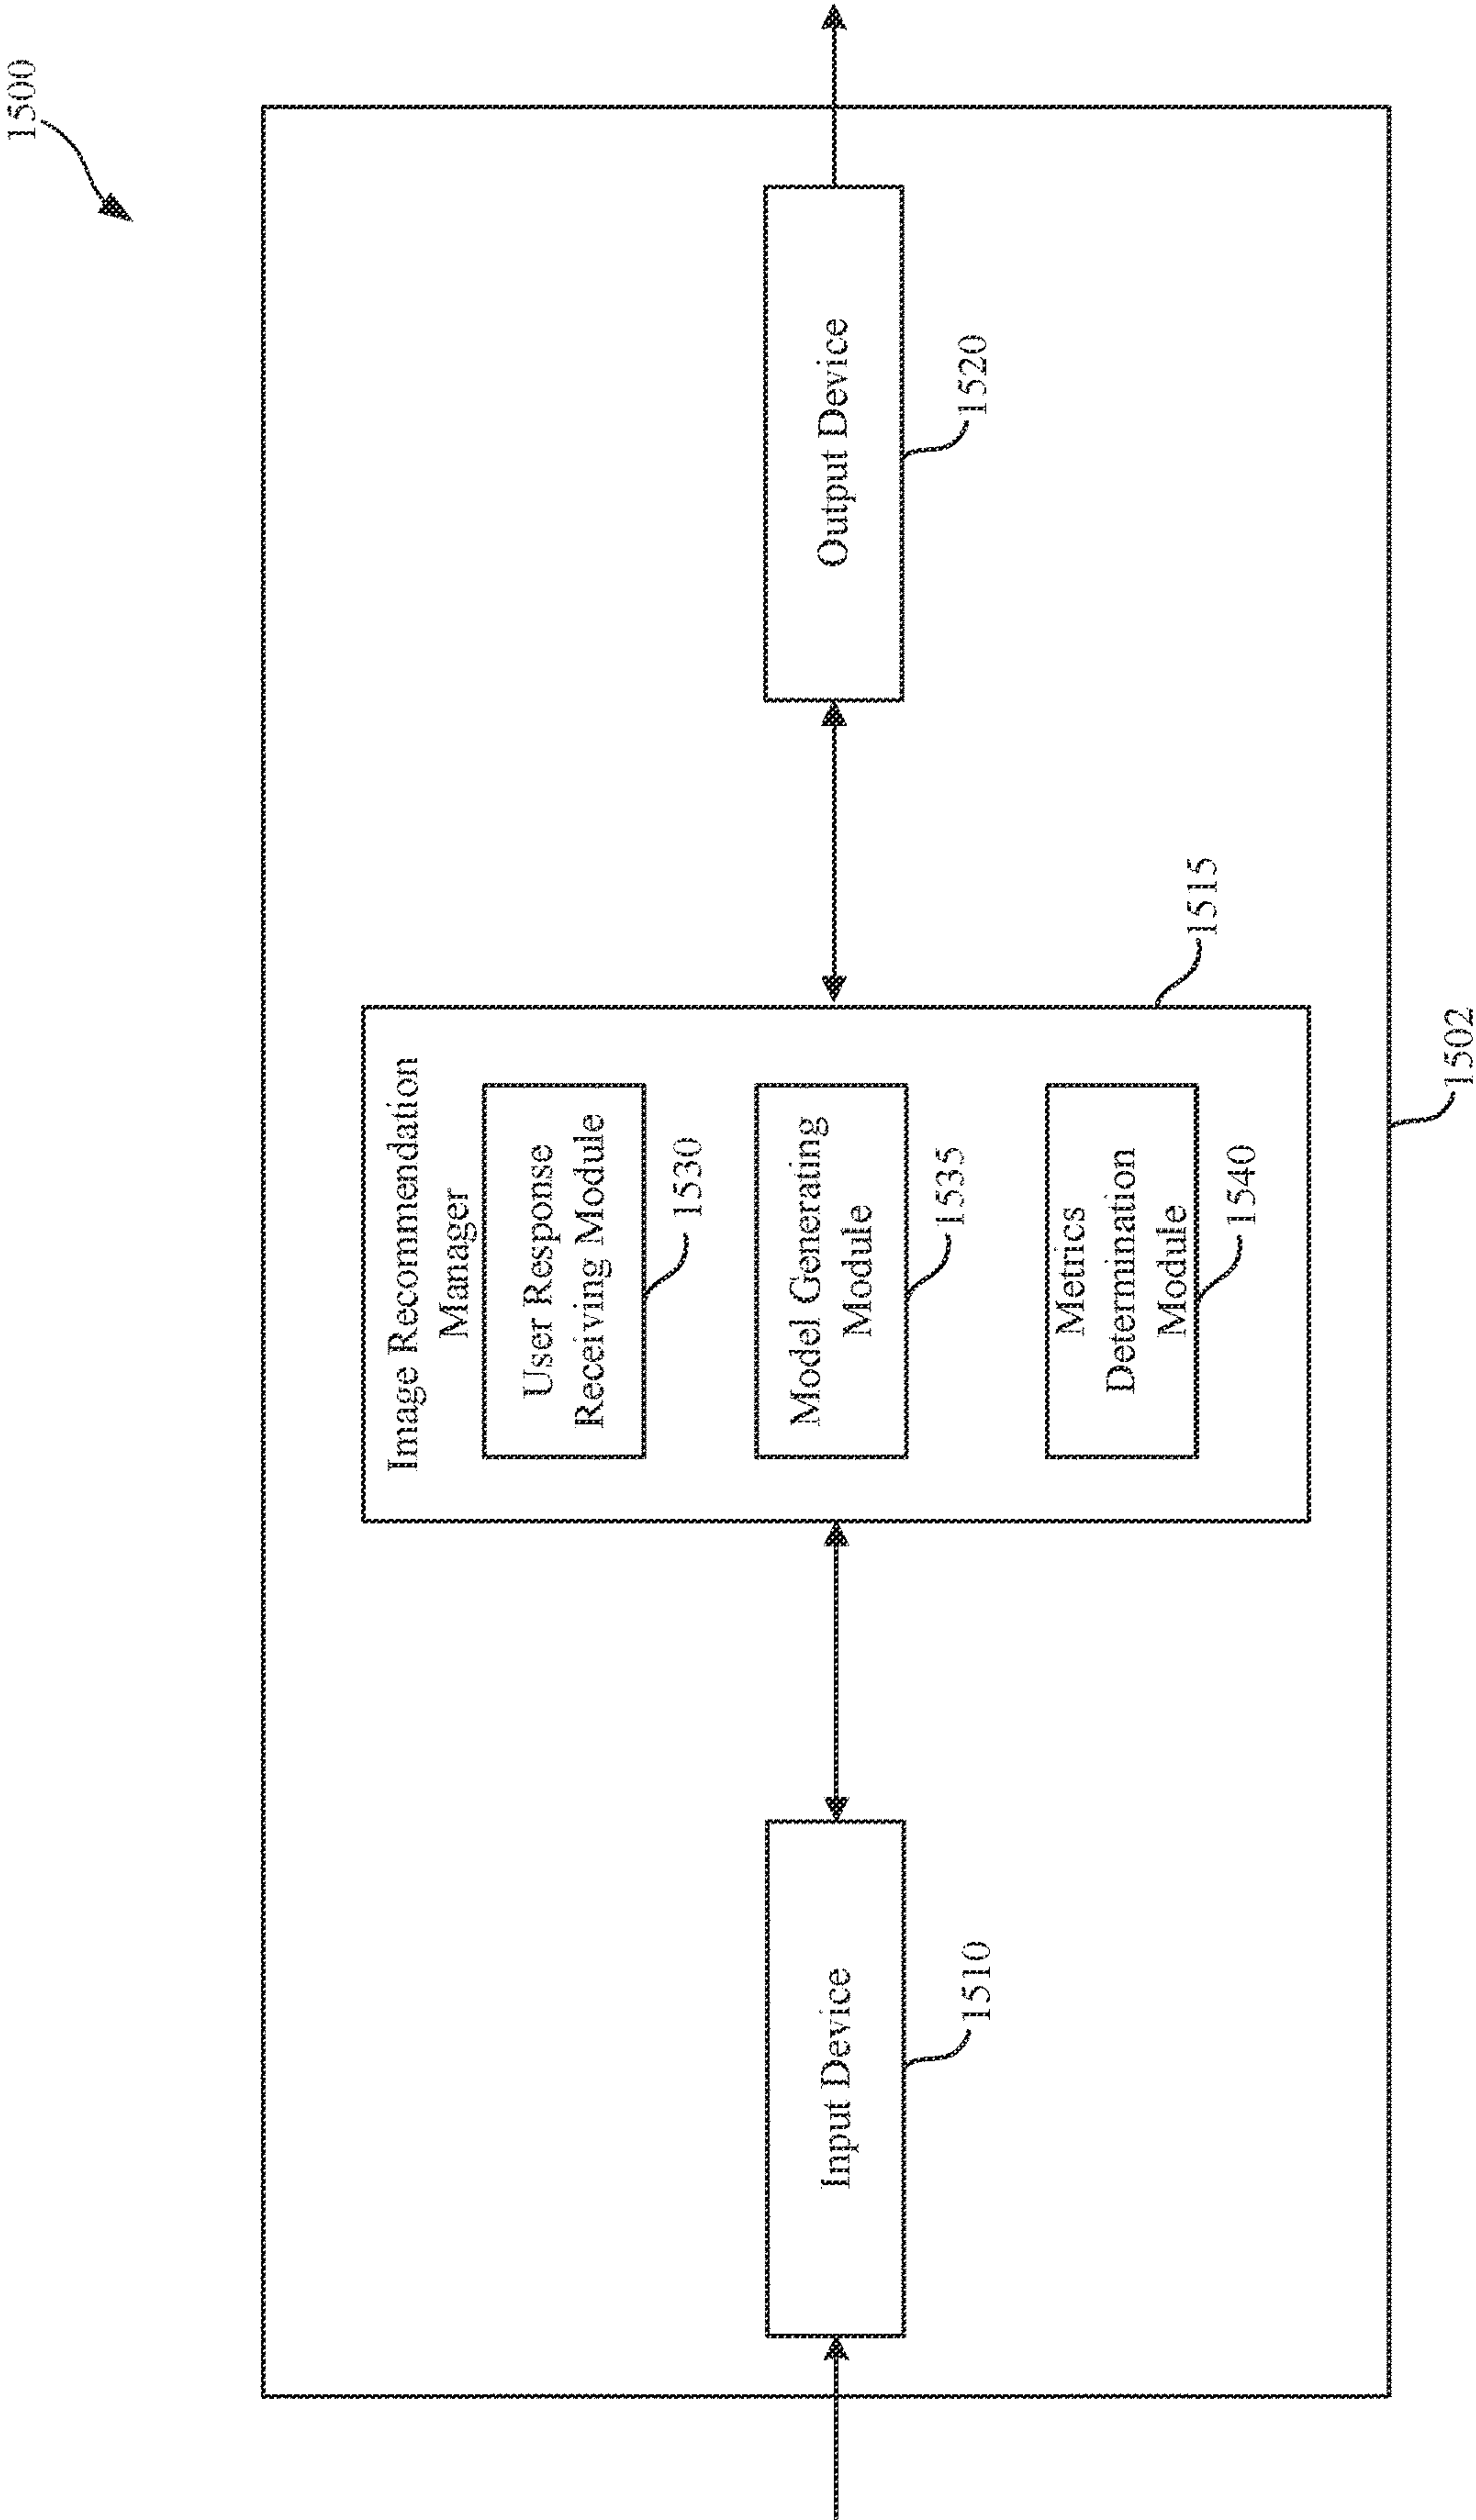 1500
Image Recommendation
Manager
User Response
Receiving Module
1530
Model Generating
Module
1535
Metrics
Determination
Module
1540
1515
Input Device
1510
Output Device
1520
1502